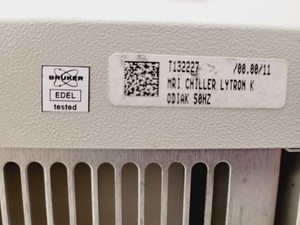 BRUKER
EDEL
tested
T132227 /00.00/11
MRI CHILLER LYTRON K
ODIAK 50HZ